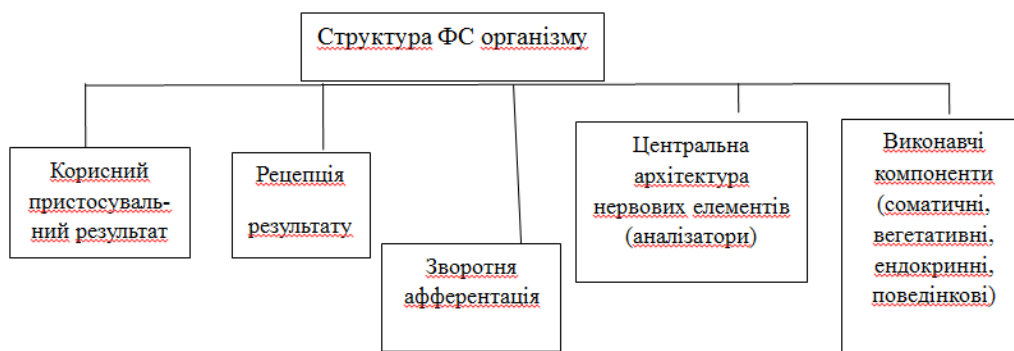 Структура ФС організму
Корисний
пристосуваль-
ний результат
Рецепція
результату
Зворотня
афферентація
Центральна
архітектура
нервових елементів
(аналізатори)
Виконавчі
компоненти
(соматичні,
вегетативні,
ендокринні,
поведінкові)